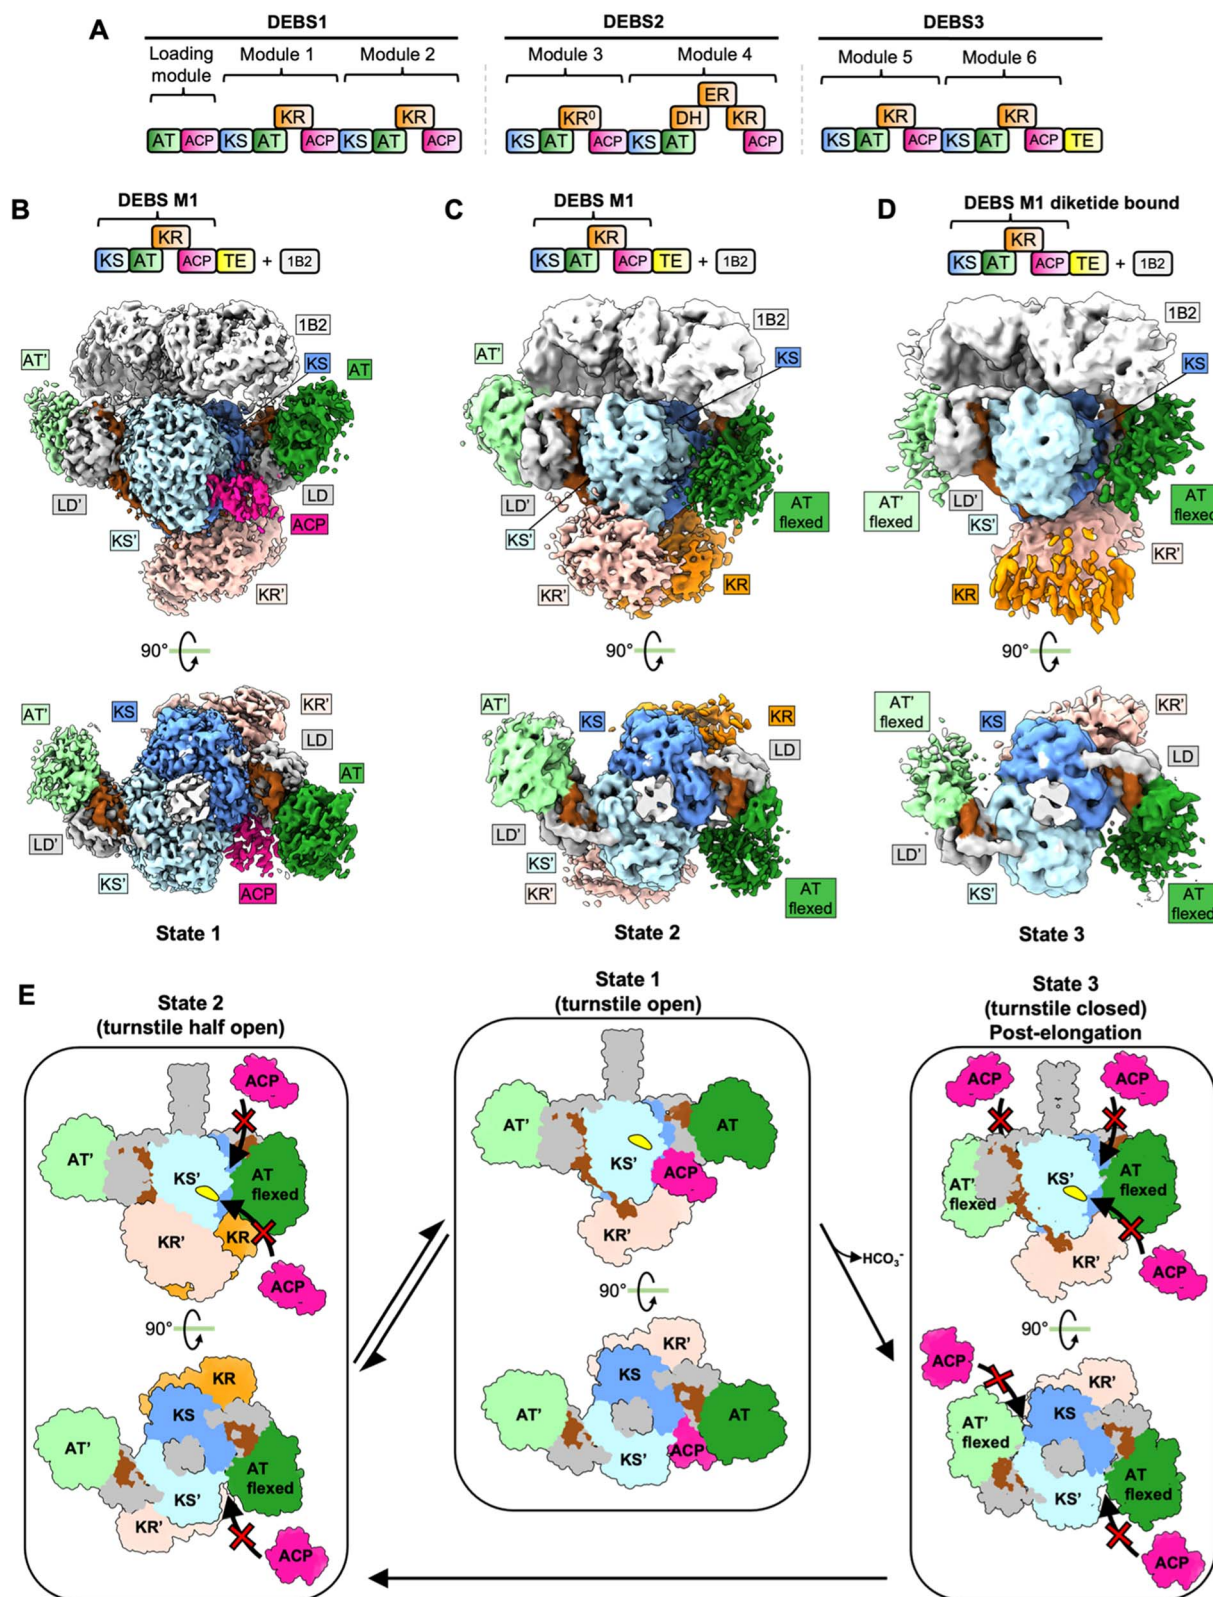 A
DEBS1
DEBS2
DEBS3
Loading
module
Module 1
Module 2
Module 3
Module 4
Module 5
Module 6
ER
KR
KR
KR⁰
DH
KR
KR
KR
AT
ACP
KS
AT
ACP
KS
AT
ACP
KS
AT
ACP
KS
AT
ACP
KS
AT
ACP
KS
AT
ACP
TE
B
DEBS M1
KR
KS
AT
ACP
TE
+
1B2
1B2
KS
AT'
AT
LD'
LD
ACP
KS'
KR'
90°
AT'
KS
KR'
LD
AT
LD'
KS'
ACP
State 1
C
DEBS M1
KR
KS
AT
ACP
TE
+
1B2
1B2
AT'
KS
LD'
AT
flexed
KS'
KR'
KR
90°
AT'
KS
KR
LD
LD'
KS'
KR'
AT
flexed
State 2
D
DEBS M1 diketide bound
KR
KS
AT
ACP
TE
+
1B2
1B2
KS
AT'
flexed
LD'
KS'
AT
flexed
KR'
KR
90°
AT'
flexed
KS
KR'
LD
LD'
KS'
AT
flexed
State 3
E
State 2
(turnstile half open)
ACP
AT'
KS'
AT
flexed
KR'
KR
ACP
90°
KR
KS
AT'
AT
flexed
KS'
KR'
ACP
State 1
(turnstile open)
AT'
KS'
AT
ACP
KR'
90°
KR'
KS
AT'
AT
ACP
KS'
HCO₃⁻
State 3
(turnstile closed)
Post-elongation
ACP
ACP
KS'
AT'
flexed
AT
flexed
KR'
ACP
90°
ACP
KR'
KS
AT'
flexed
AT
flexed
KS'
ACP